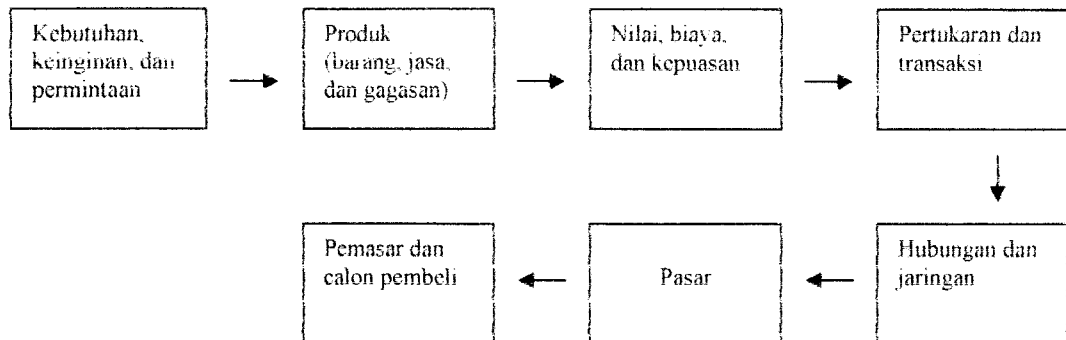 Kebutuhan,
keinginan, dan
permintaan
Produk
(barang, jasa,
dan gagasan)
Nilai, biaya,
dan kepuasan
Pertukaran dan
transaksi
Hubungan dan
jaringan
Pasar
Pemasar dan
calon pembeli